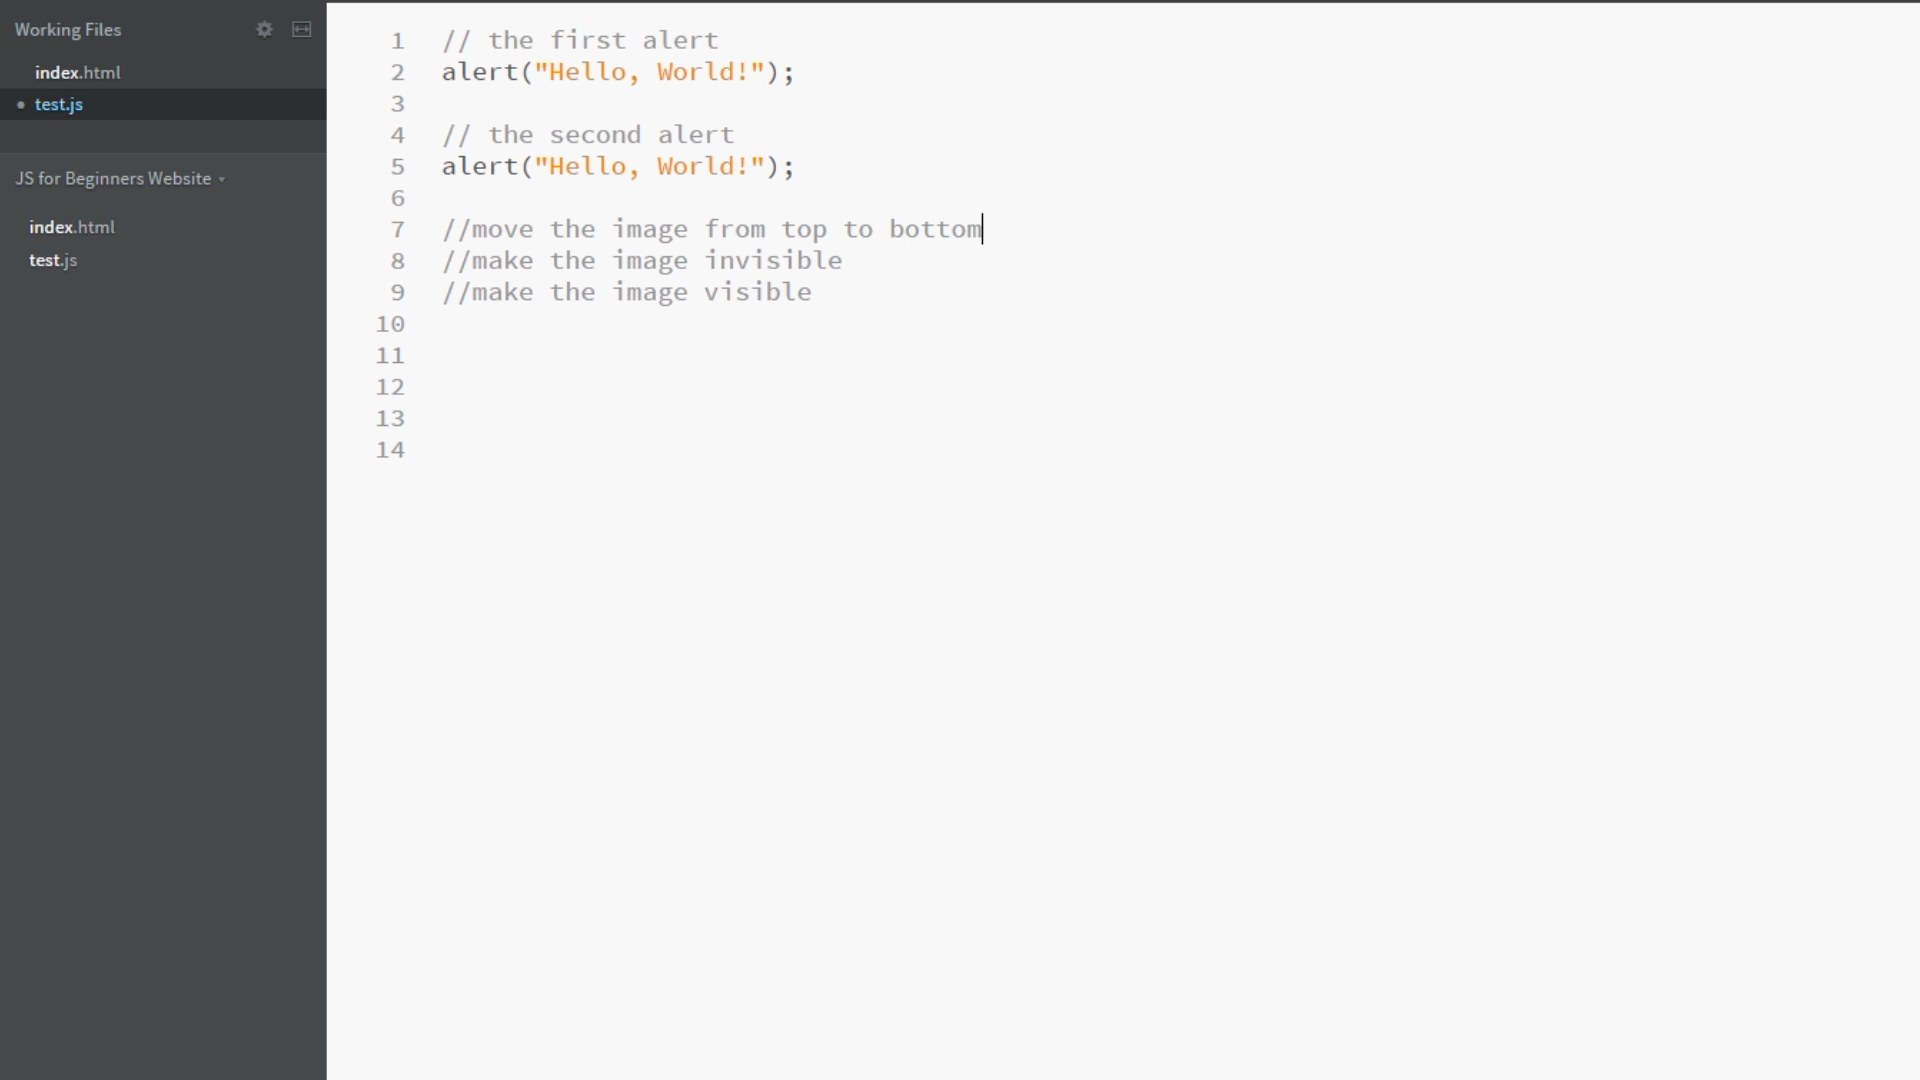 Working Files
index.html
test.js
JS for Beginners Website
index.html
test.js
1 // the first alert
2 alert("Hello, World!");
3
4 // the second alert
5 alert("Hello, World!");
6
7 //move the image from top to bottom
8 //make the image invisible
9 //make the image visible
10
11
12
13
14